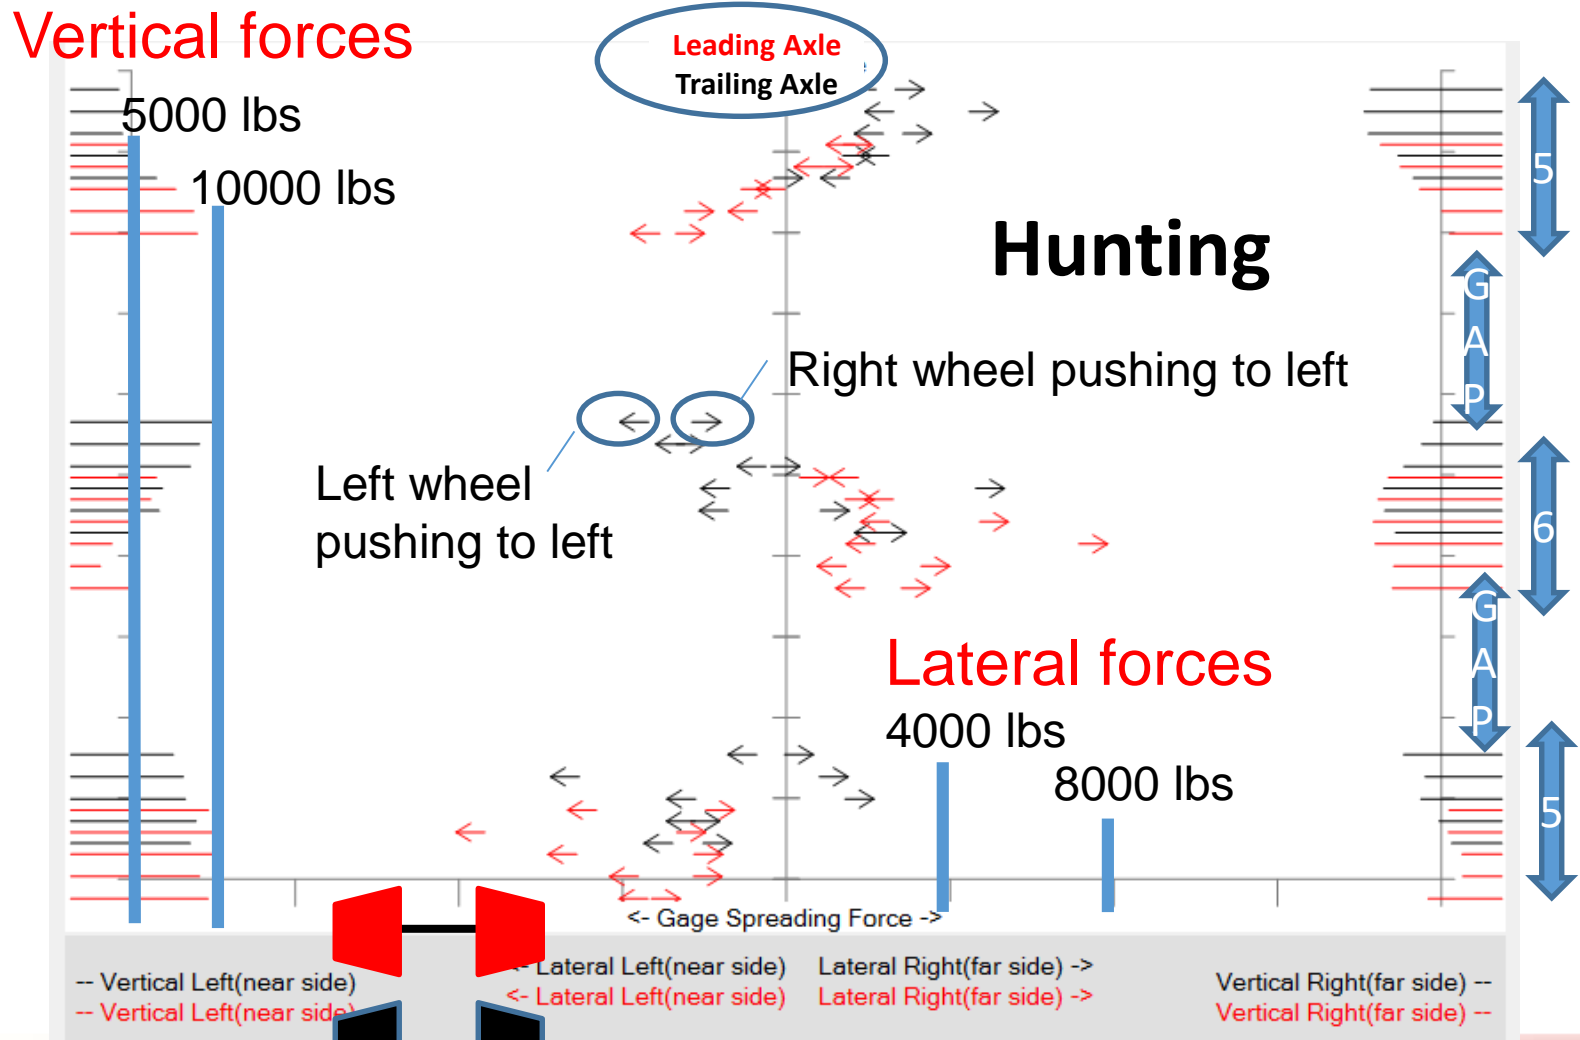 Vertical forces
Leading Axle
Trailing Axle
5000 lbs
10000 lbs
5
Hunting
G
A
P
Right wheel pushing to left
Left wheel
pushing to left
6
G
A
P
Lateral forces
4000 lbs
8000 lbs
5
<- Gage Spreading Force ->
-- Vertical Left(near side)
<- Lateral Left(near side)
Lateral Right(far side) ->
Vertical Right(far side) --
-- Vertical Left(near side)
<- Lateral Left(near side)
Lateral Right(far side) ->
Vertical Right(far side) --